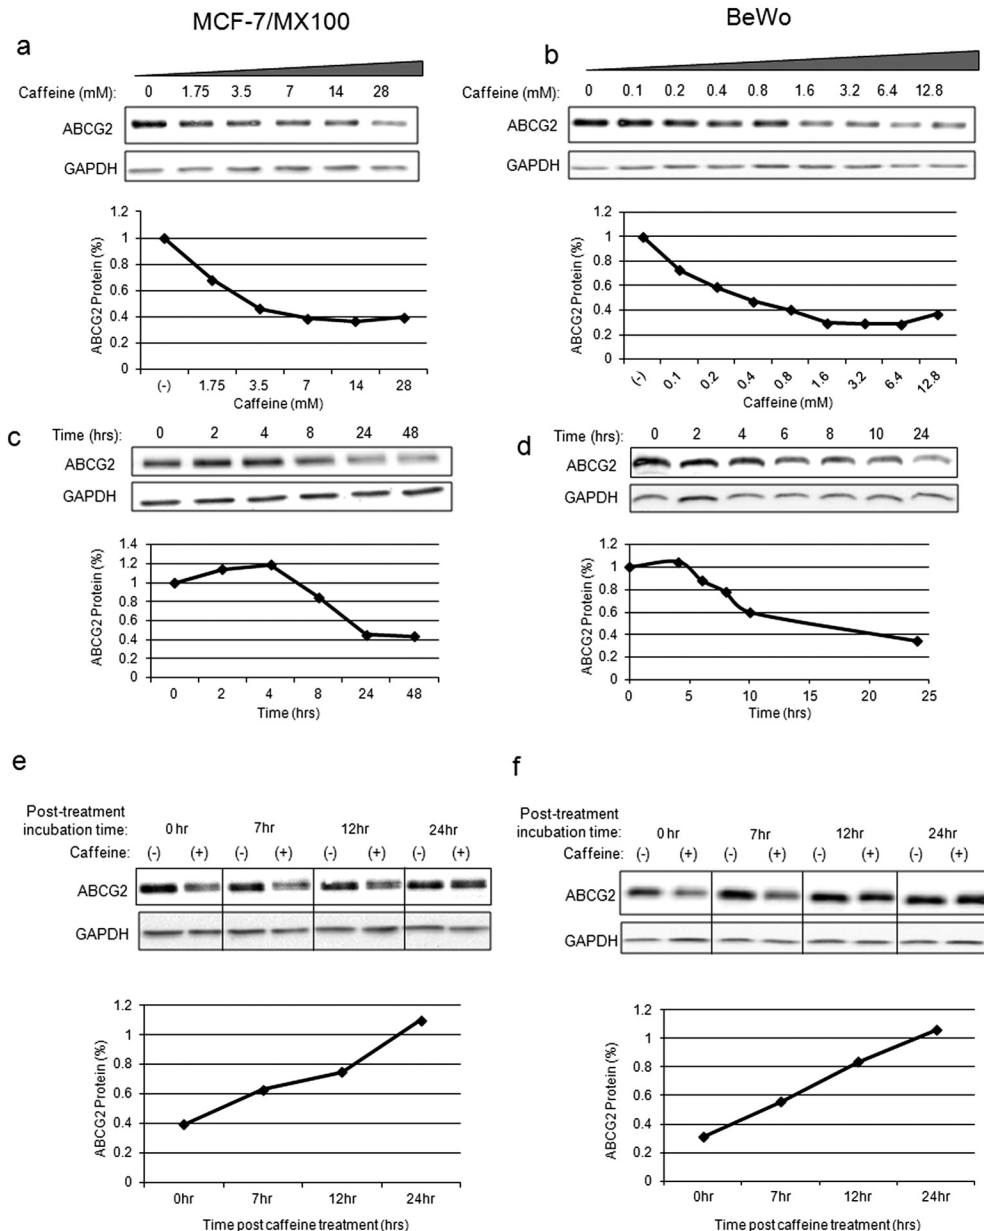 MCF-7/MX100
BeWo
a
Caffeine (mM) 0 1.75 3.5 7 14 28
ABCG2
GAPDH
1.2
1
0.8
0.6
0.4
0.2
0
ABCG2 Protein (%)
(-) 1.75 3.5 7 14 28
Caffeine (mM)
b
Caffeine (mM): 0 0.1 0.2 0.4 0.8 1.6 3.2 6.4 12.8
ABCG2
GAPDH
1.2
1
0.8
0.6
0.4
0.2
0
ABCG2 Protein (%)
(-) 0.1 0.2 0.4 0.8 1.6 3.2 6.4 12.8
Caffeine (mM)
c
Time (hrs): 0 2 4 8 24 48
ABCG2
GAPDH
1.4
1.2
1
0.8
0.6
0.4
0.2
0
ABCG2 Protein (%)
0 2 4 8 24 48
Time (hrs)
d
Time (hrs): 0 2 4 6 8 10 24
ABCG2
GAPDH
1.2
1
0.8
0.6
0.4
0.2
0
ABCG2 Protein (%)
0 5 10 15 20 25
Time (hrs)
e
Post-treatment
incubation time: 0 hr 7hr 12hr 24hr
Caffeine: (-) (+) (-) (+) (-) (+) (-) (+)
ABCG2
GAPDH
1.2
1
0.8
0.6
0.4
0.2
0
ABCG2 Protein (%)
0hr 7hr 12hr 24hr
Time post caffeine treatment (hrs)
f
Post-treatment
incubation time: 0 hr 7hr 12hr 24hr
Caffeine: (-) (+) (-) (+) (-) (+) (-) (+)
ABCG2
GAPDH
1.2
1
0.8
0.6
0.4
0.2
0
ABCG2 Protein (%)
0hr 7hr 12hr 24hr
Time post caffeine treatment (hrs)